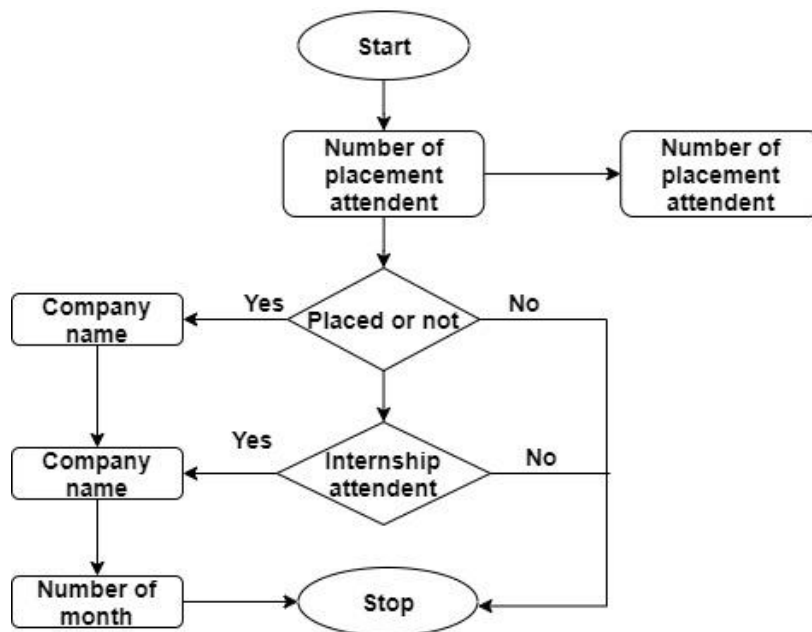 Start
Number of
placement
attendent
Number of
placement
attendent
Company
name
Yes
Placed or not
No
Company
name
Yes
Internship
attendent
No
Number of
month
Stop